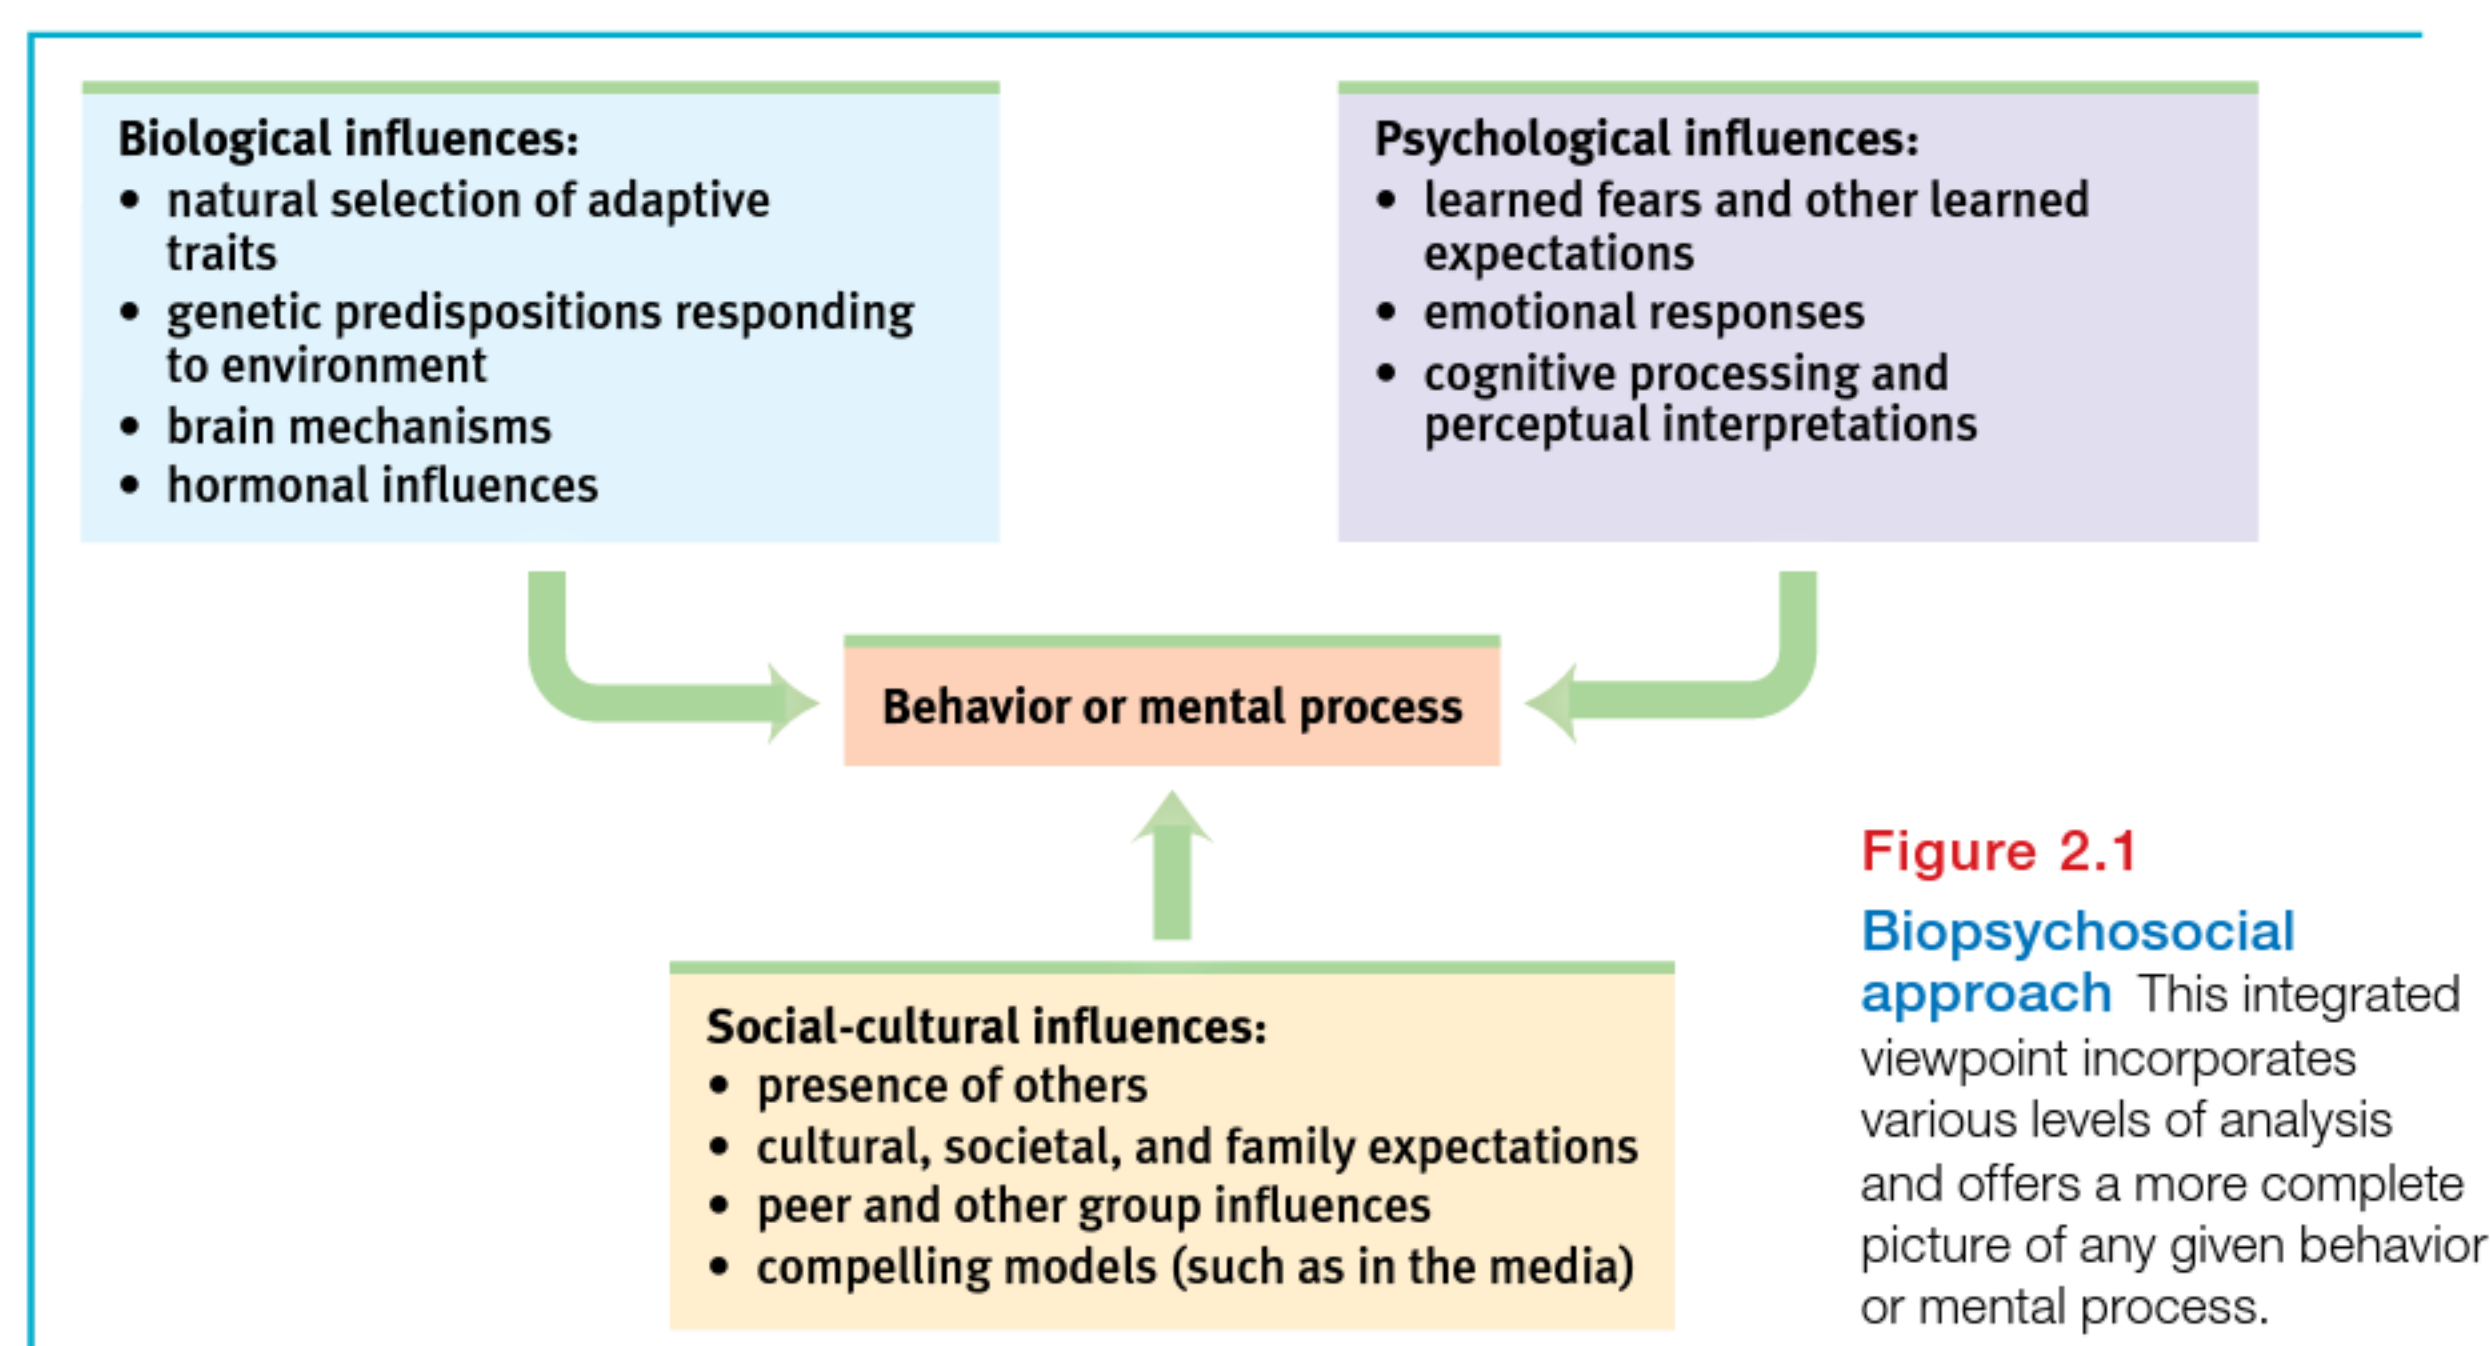 Biological influences:
• natural selection of adaptive
traits
• genetic predispositions responding
to environment
• brain mechanisms
• hormonal influences
Psychological influences:
• learned fears and other learned
expectations
• emotional responses
• cognitive processing and
perceptual interpretations
Behavior or mental process
Social-cultural influences:
• presence of others
• cultural, societal, and family expectations
• peer and other group influences
• compelling models (such as in the media)
Figure 2.1
Biopsychosocial
approach This integrated
viewpoint incorporates
various levels of analysis
and offers a more complete
picture of any given behavior
or mental process.